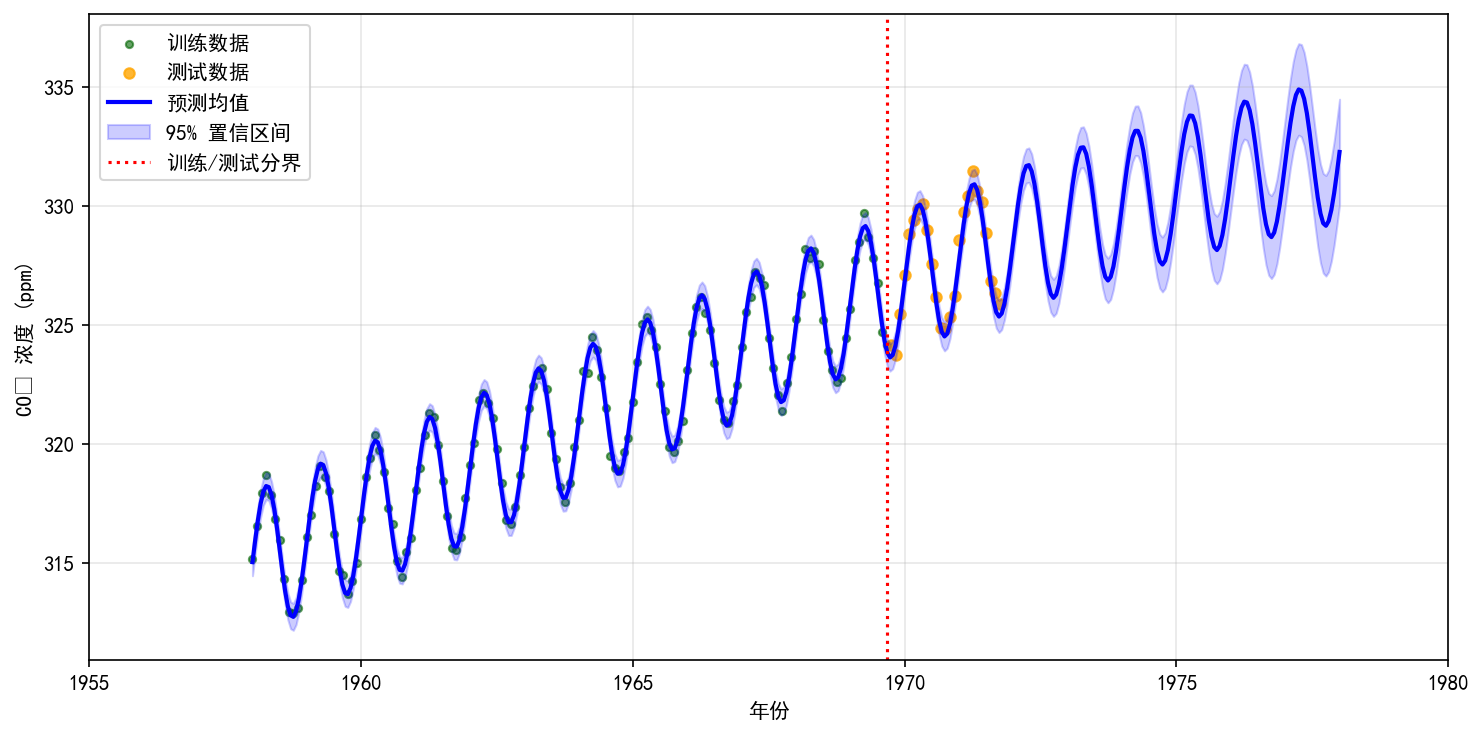 训练数据
测试数据
预测均值
95% 置信区间
训练/测试分界
335
330
325
320
315
CO□ 浓度 (ppm)
1955
1960
1965
1970
1975
1980
年份